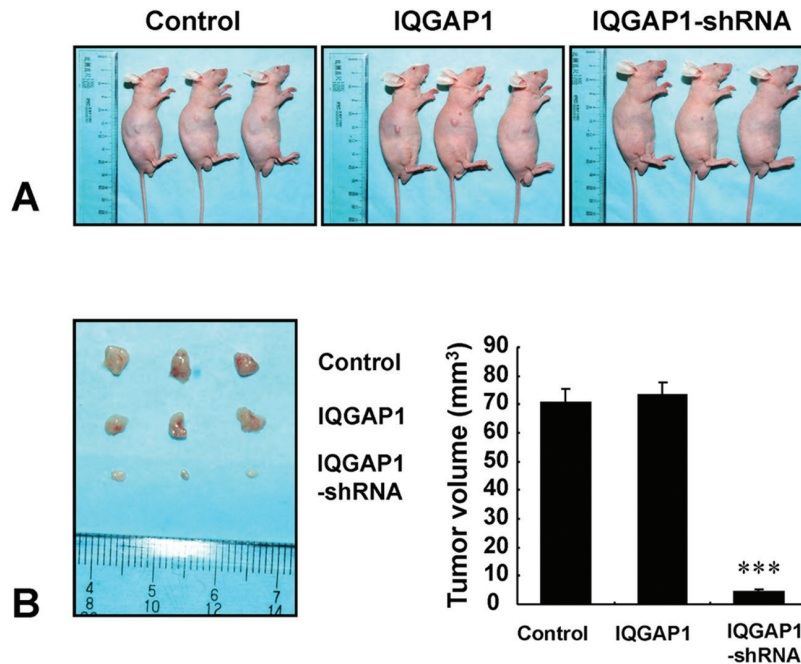 Control IQGAP1 IQGAP1-shRNA
A
Control
IQGAP1
IQGAP1
-shRNA
4 5 6 7
8 10 12 14
B
Tumor volume (mm³)
90
80
70
60
50
40
30
20
10
0
***
Control IQGAP1 IQGAP1
-shRNA